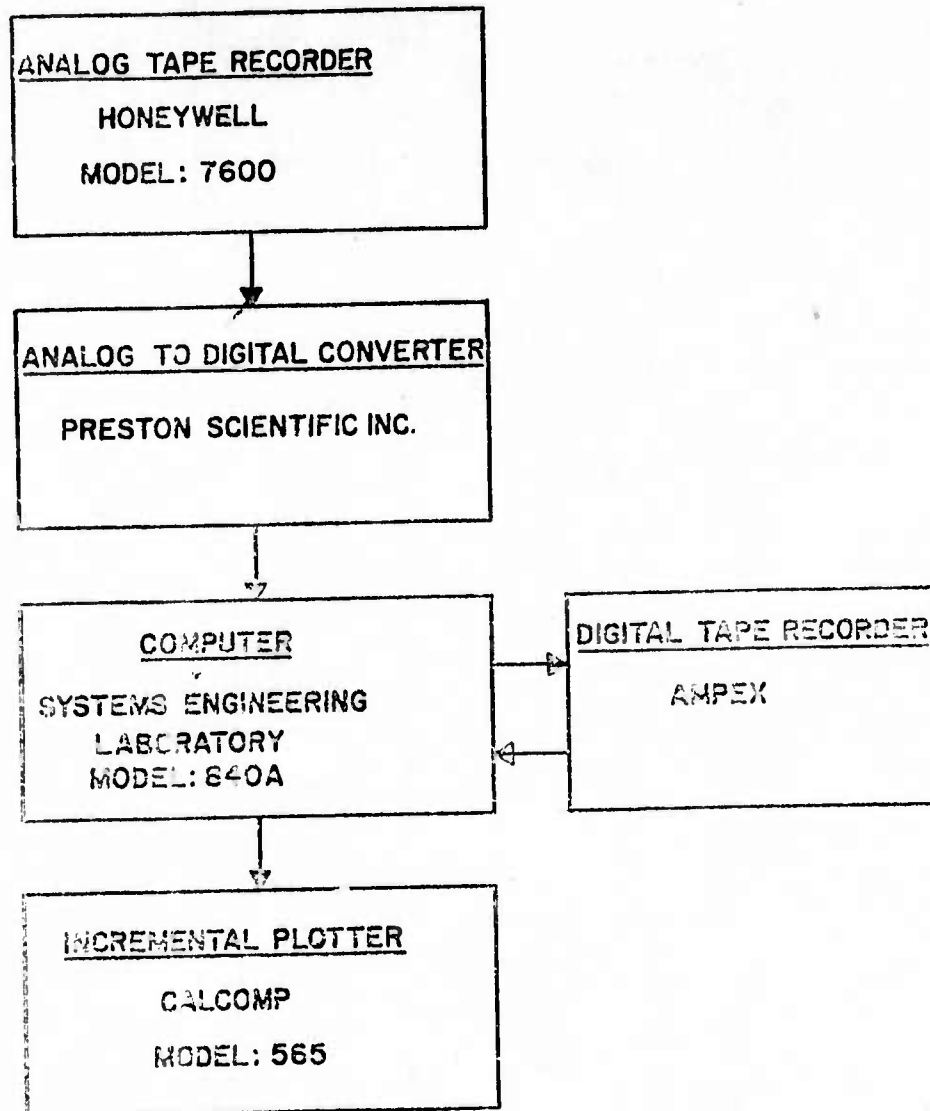 ANALOG TAPE RECORDER
HONEYWELL
MODEL: 7600
ANALOG TO DIGITAL CONVERTER
PRESTON SCIENTIFIC INC.
COMPUTER
SYSTEMS ENGINEERING
LABORATORY
MODEL: 840A
DIGITAL TAPE RECORDER
AMPEX
INCREMENTAL PLOTTER
CALCOMP
MODEL: 565